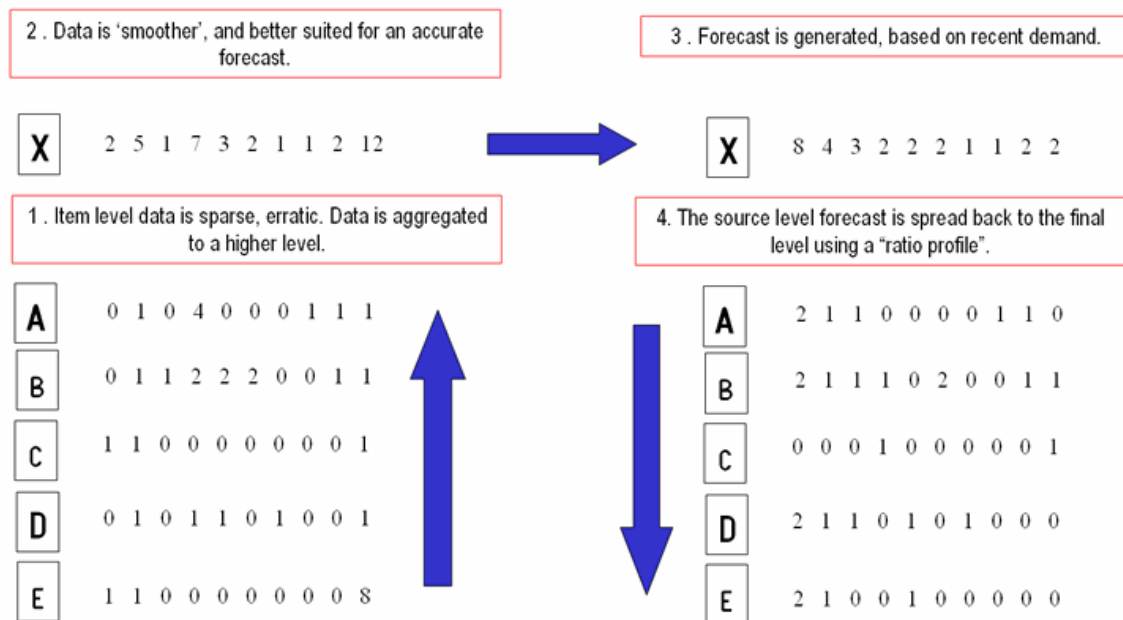 2 . Data is ‘smoother’, and better suited for an accurate
forecast.
3 . Forecast is generated, based on recent demand.
X 2 5 1 7 3 2 1 1 2 12
X 8 4 3 2 2 2 1 1 2 2
1 . Item level data is sparse, erratic. Data is aggregated
to a higher level.
4. The source level forecast is spread back to the final
level using a “ratio profile”.
A 0 1 0 4 0 0 0 1 1 1
B 0 1 1 2 2 2 0 0 1 1
C 1 1 0 0 0 0 0 0 0 1
D 0 1 0 1 1 0 1 0 0 1
E 1 1 0 0 0 0 0 0 0 8
A 2 1 1 0 0 0 0 1 1 0
B 2 1 1 1 0 2 0 0 1 1
C 0 0 0 1 0 0 0 0 0 1
D 2 1 1 0 1 0 1 0 0 0
E 2 1 0 0 1 0 0 0 0 0